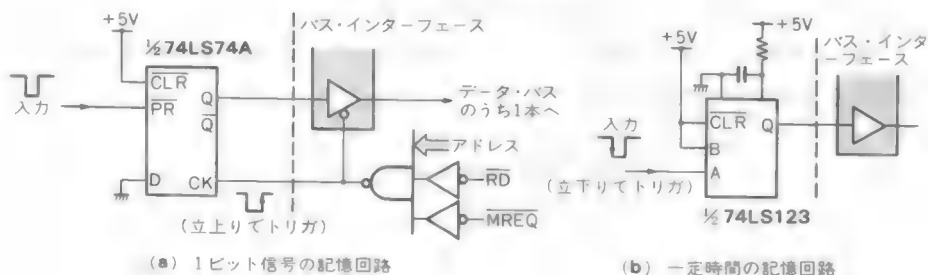 +5V
½74LS74A
バス・インターフェース
入力
CLR
PR
Q
Q
D
CK
データ・バス
のうち1本へ
アドレス
RD
MREQ
(立上りてトリガ)
(a) 1ビット信号の記憶回路
+5V
+5V
バス・インタ
ーフェース
入力
CLR
Q
B
A
(立下りてトリガ)
½74LS123
(b) 一定時間の記憶回路